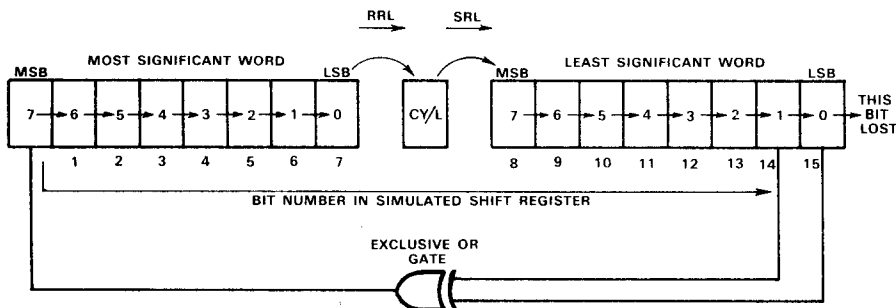 RRL SRL
MOST SIGNIFICANT WORD LEAST SIGNIFICANT WORD
MSB LSB MSB LSB
7 6 5 4 3 2 1 0 CY/L 7 6 5 4 3 2 1 0 THIS
BIT
LOST
1 2 3 4 5 6 7 8 9 10 11 12 13 14 15
BIT NUMBER IN SIMULATED SHIFT REGISTER
EXCLUSIVE OR
GATE